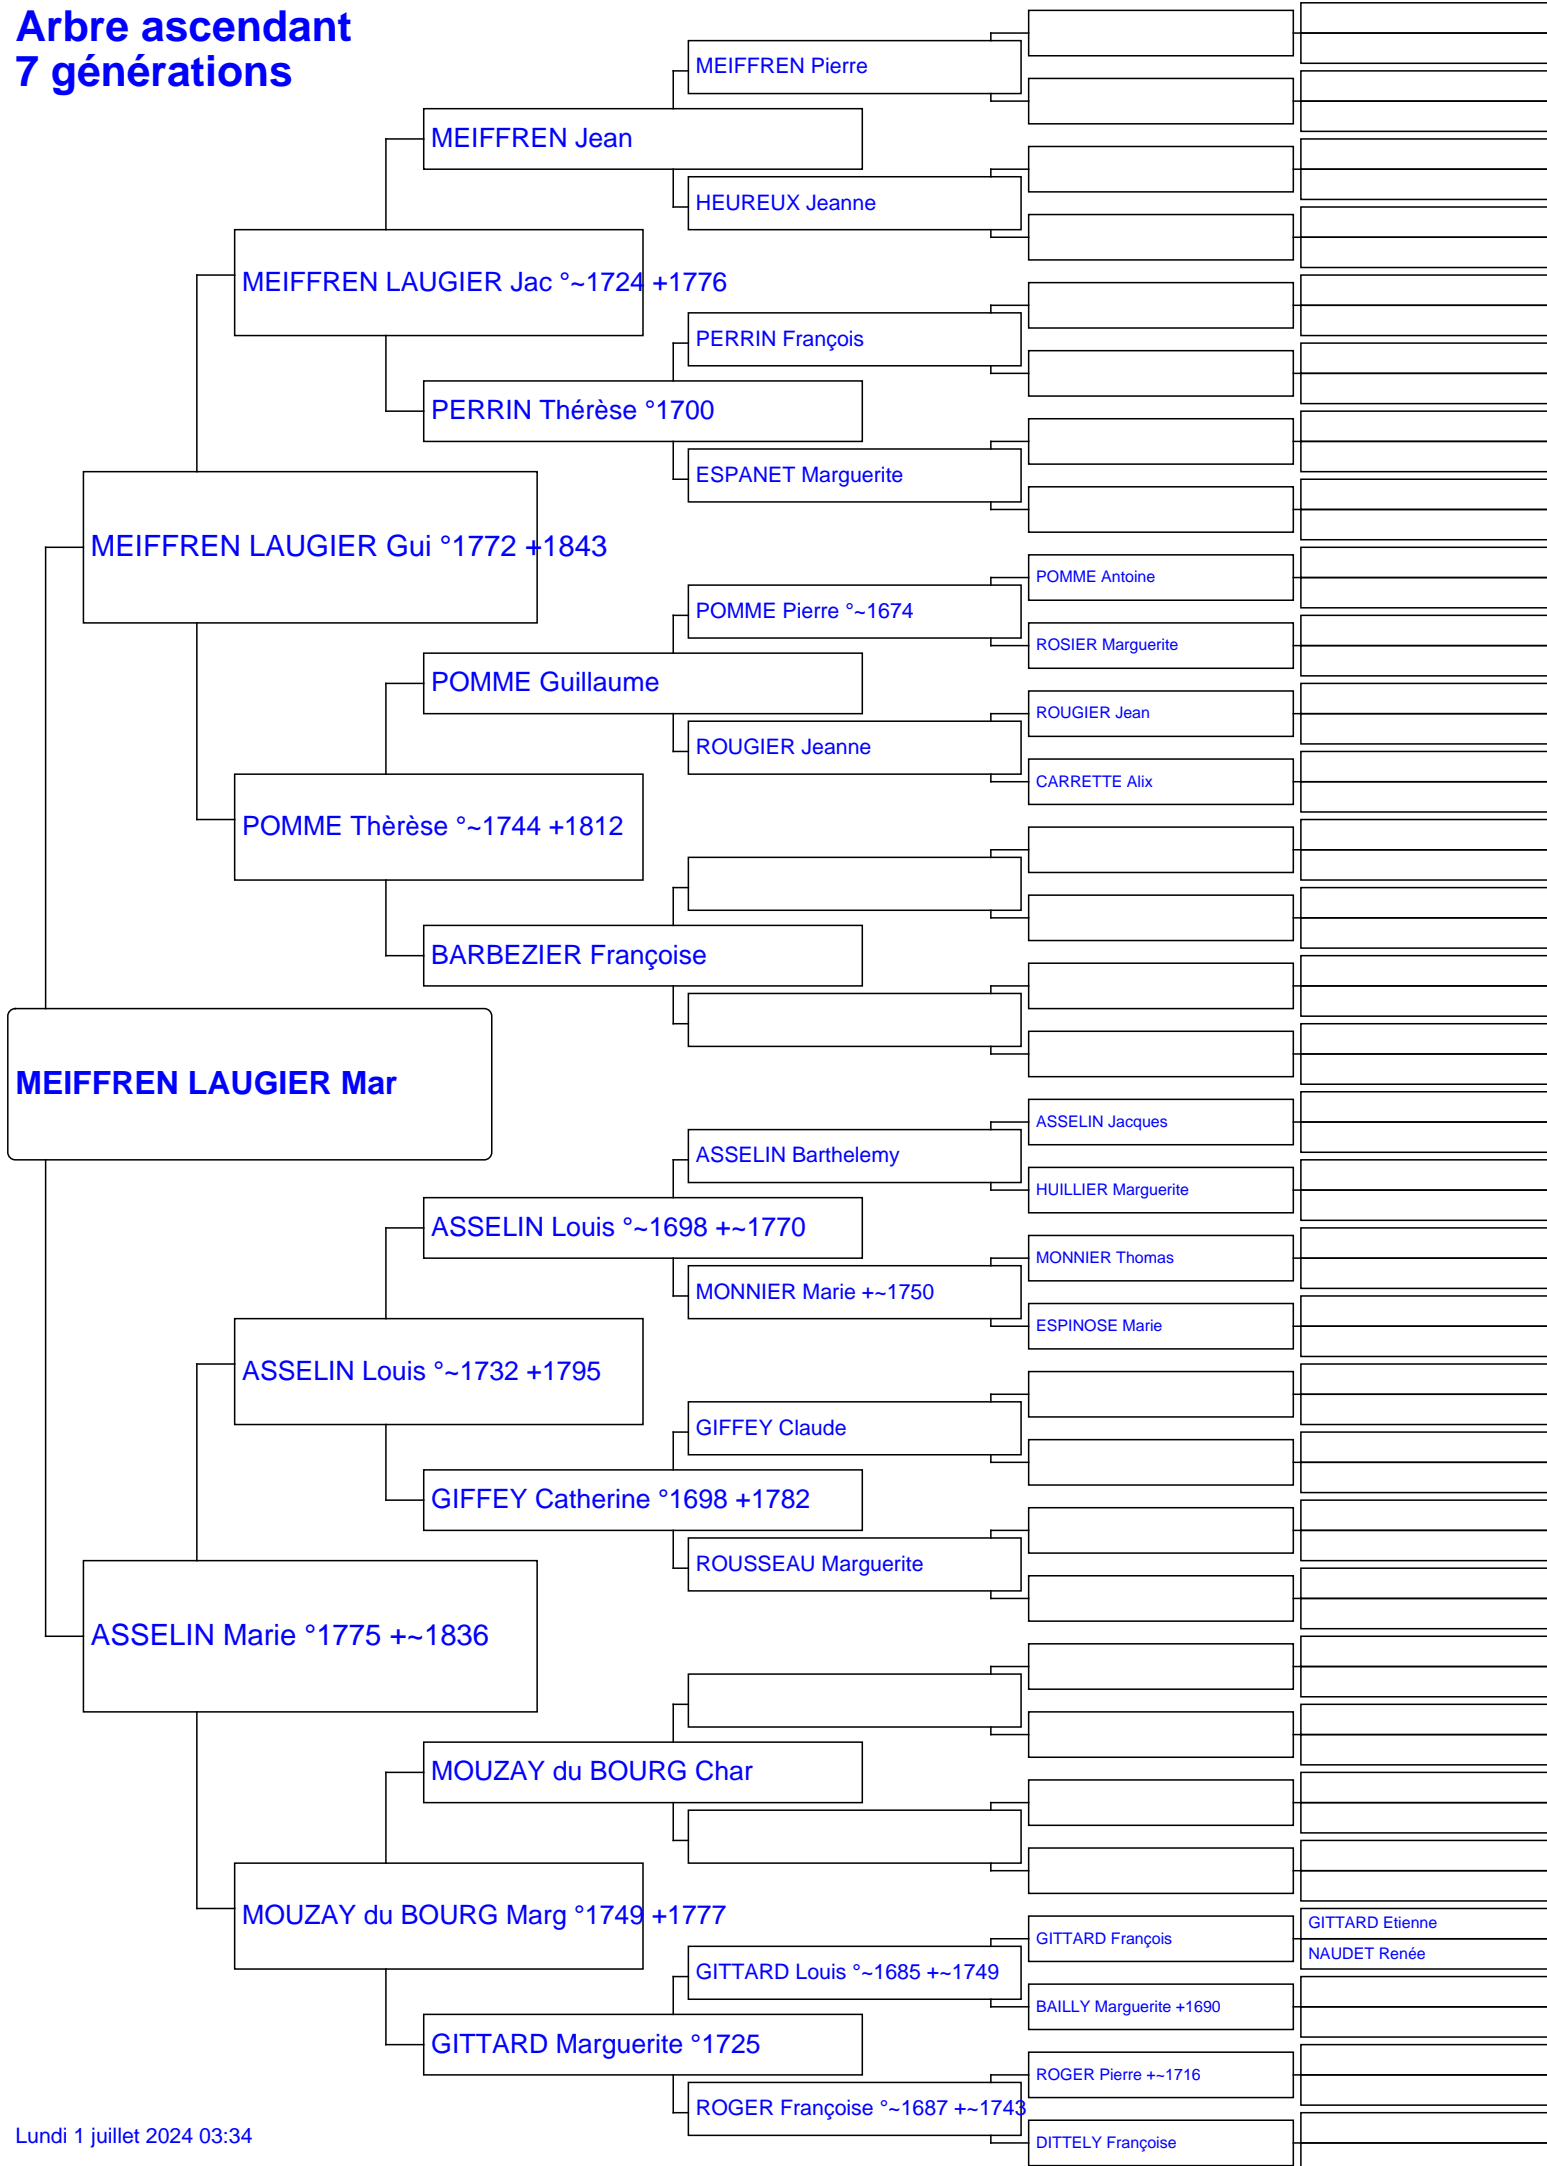 Arbre ascendant
7 générations
MEIFFREN Pierre
MEIFFREN Jean
HEUREUX Jeanne
MEIFFREN LAUGIER Jac °~1724 +1776
PERRIN François
PERRIN Thérèse °1700
ESPANET Marguerite
MEIFFREN LAUGIER Gui °1772 +1843
POMME Antoine
POMME Pierre °~1674
ROSIER Marguerite
POMME Guillaume
ROUGIER Jean
ROUGIER Jeanne
CARRETTE Alix
POMME Thèrèse °~1744 +1812
BARBEZIER Françoise
MEIFFREN LAUGIER Mar
ASSELIN Jacques
ASSELIN Barthelemy
HUILLIER Marguerite
ASSELIN Louis °~1698 +~1770
MONNIER Thomas
MONNIER Marie +~1750
ESPINOSE Marie
ASSELIN Louis °~1732 +1795
GIFFEY Claude
GIFFEY Catherine °1698 +1782
ROUSSEAU Marguerite
ASSELIN Marie °1775 +~1836
MOUZAY du BOURG Char
MOUZAY du BOURG Marg °1749 +1777
GITTARD Etienne
GITTARD François
NAUDET Renée
GITTARD Louis °~1685 +~1749
BAILLY Marguerite +1690
GITTARD Marguerite °1725
ROGER Pierre +~1716
ROGER Françoise °~1687 +~1743
DITTELY Françoise
Lundi 1 juillet 2024 03:34